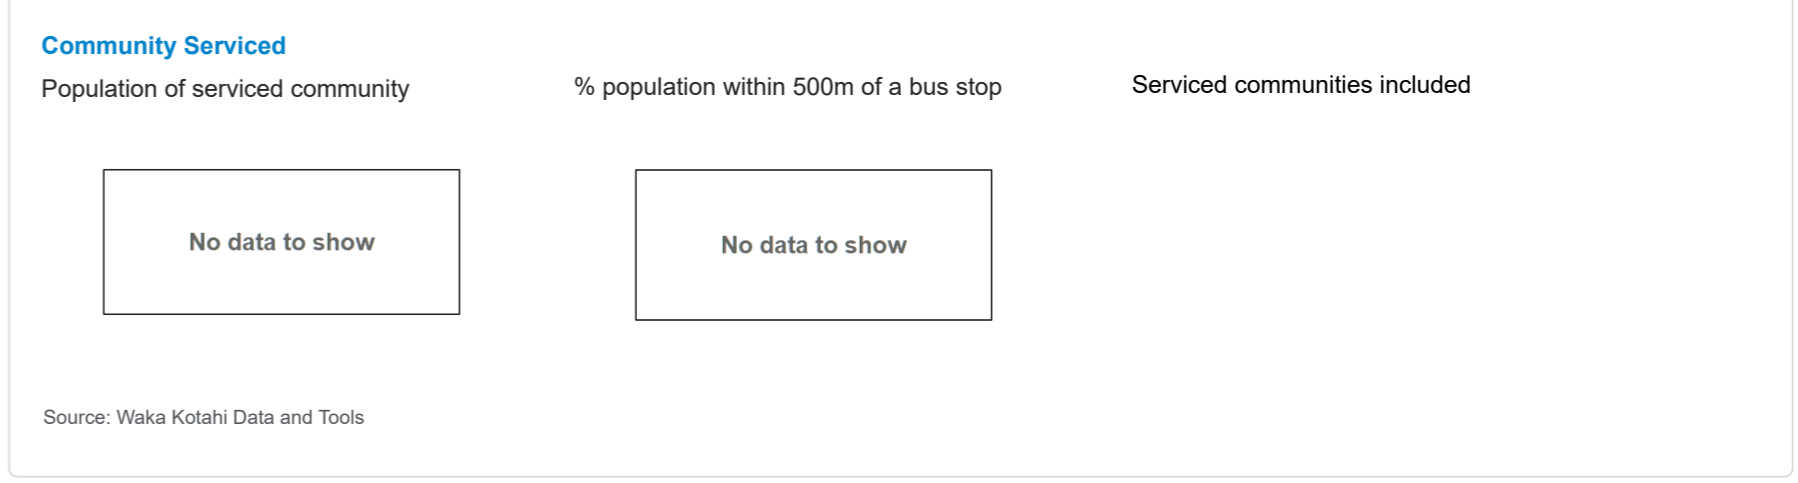 Community Serviced
Population of serviced community
% population within 500m of a bus stop
Serviced communities included
No data to show
No data to show
Source: Waka Kotahi Data and Tools